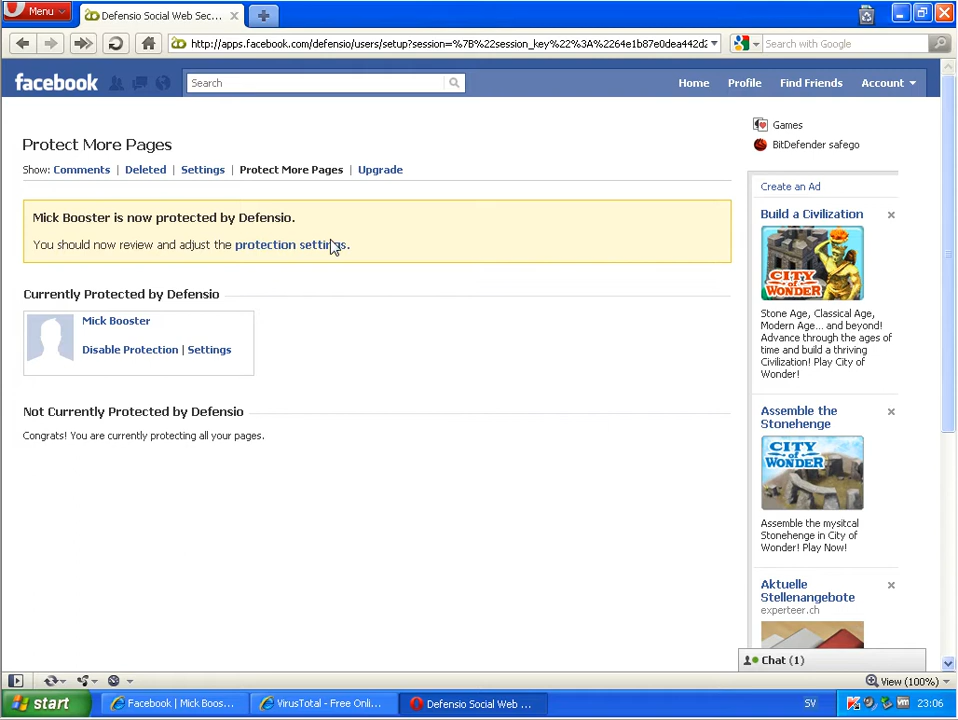 Menu
Defensio Social Web Sec...
http://apps.facebook.com/defensio/users/setup?session=%7B%22session_key%22%3A%2264e1b87e0dea442d2
Search with Google
facebook
Search
Home Profile Find Friends Account
Protect More Pages
Show: Comments | Deleted | Settings | Protect More Pages | Upgrade
Mick Booster is now protected by Defensio.
You should now review and adjust the protection settings.
Currently Protected by Defensio
Mick Booster
Disable Protection | Settings
Not Currently Protected by Defensio
Congrats! You are currently protecting all your pages.
Games
BitDefender safego
Create an Ad
Build a Civilization
CITY of WONDER
Stone Age, Classical Age,
Modern Age... and beyond!
Advance through the ages of
time and build a thriving
Civilization! Play City of
Wonder!
Assemble the
Stonehenge
CITY of WONDER
Assemble the mysitcal
Stonehenge in City of
Wonder! Play Now!
Aktuelle
Stellenangebote
experteer.ch
Chat (1)
View (100%)
start
Facebook | Mick Boos...
VirusTotal - Free Onli...
Defensio Social Web ...
SV
23:06